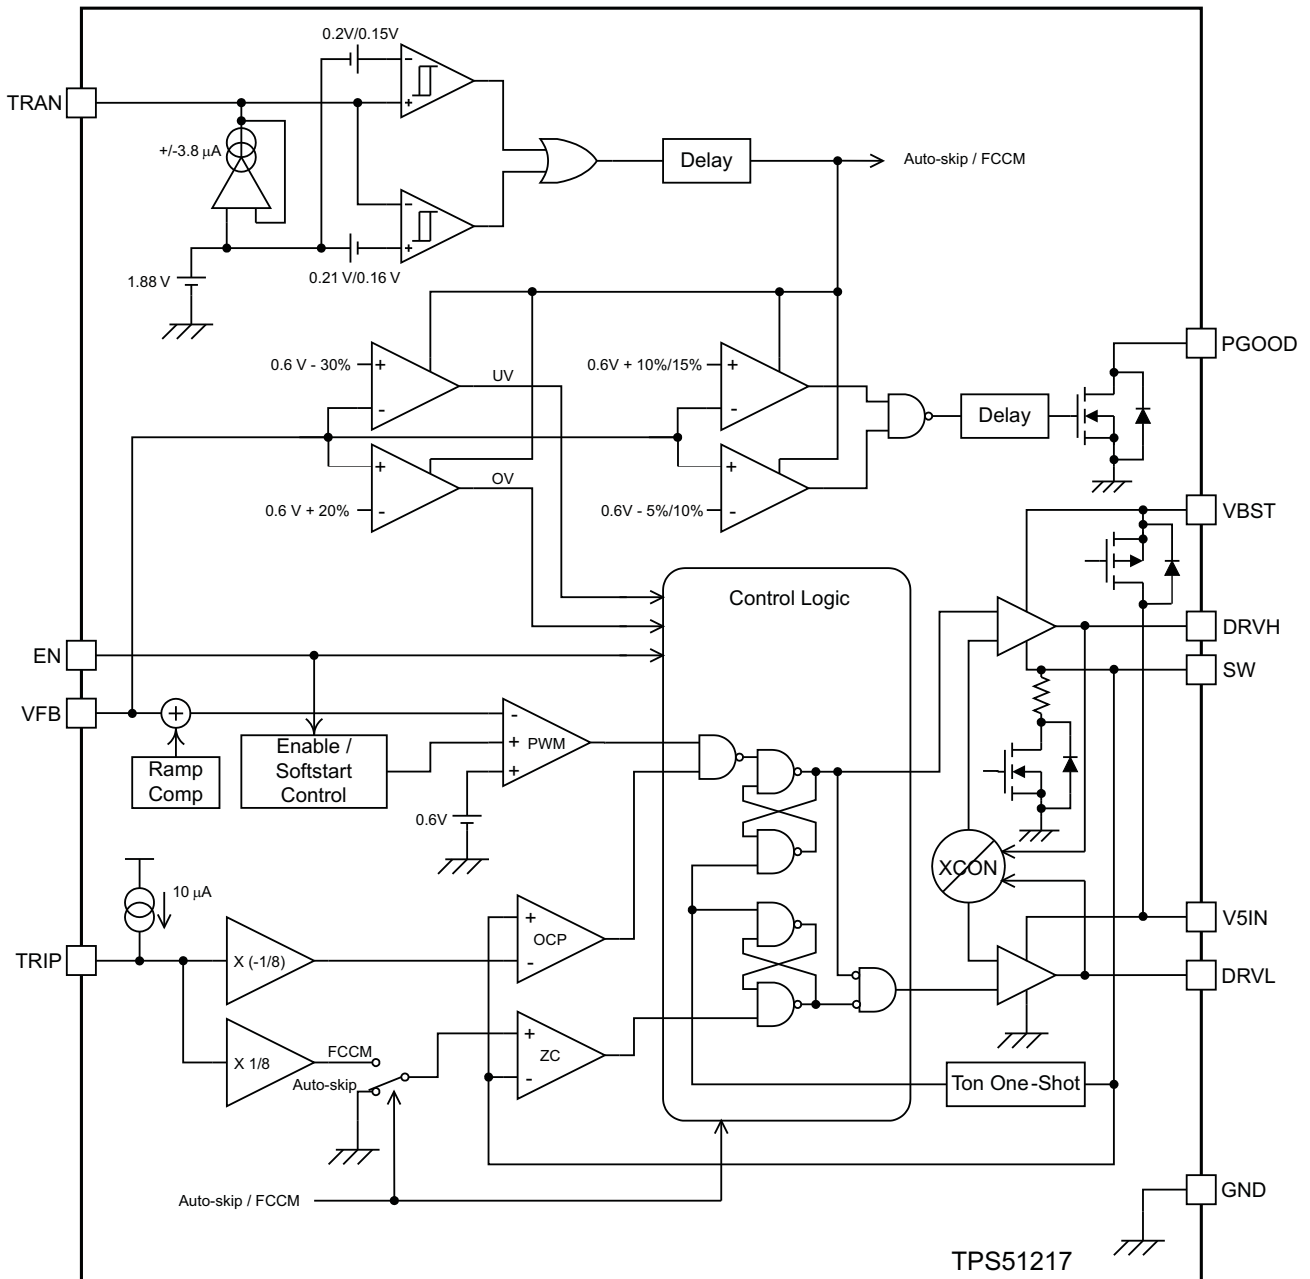 0.2V/0.15V
-
+
TRAN
+/-3.8 µA
Delay
Auto-skip / FCCM
-
+
1.88 V
0.21 V/0.16 V
PGOOD
0.6 V - 30%
+
-
UV
0.6V + 10%/15%
+
-
Delay
+
-
OV
0.6 V + 20%
+
-
0.6V - 5%/10%
VBST
Control Logic
DRVH
EN
SW
VFB
+
-
+
+
PWM
Enable /
Softstart
Control
Ramp
Comp
0.6V
XCON
10 µA
V5IN
TRIP
X (-1/8)
+
-
OCP
DRVL
X 1/8
FCCM
Auto-skip
+
-
ZC
Ton One-Shot
Auto-skip / FCCM
GND
TPS51217